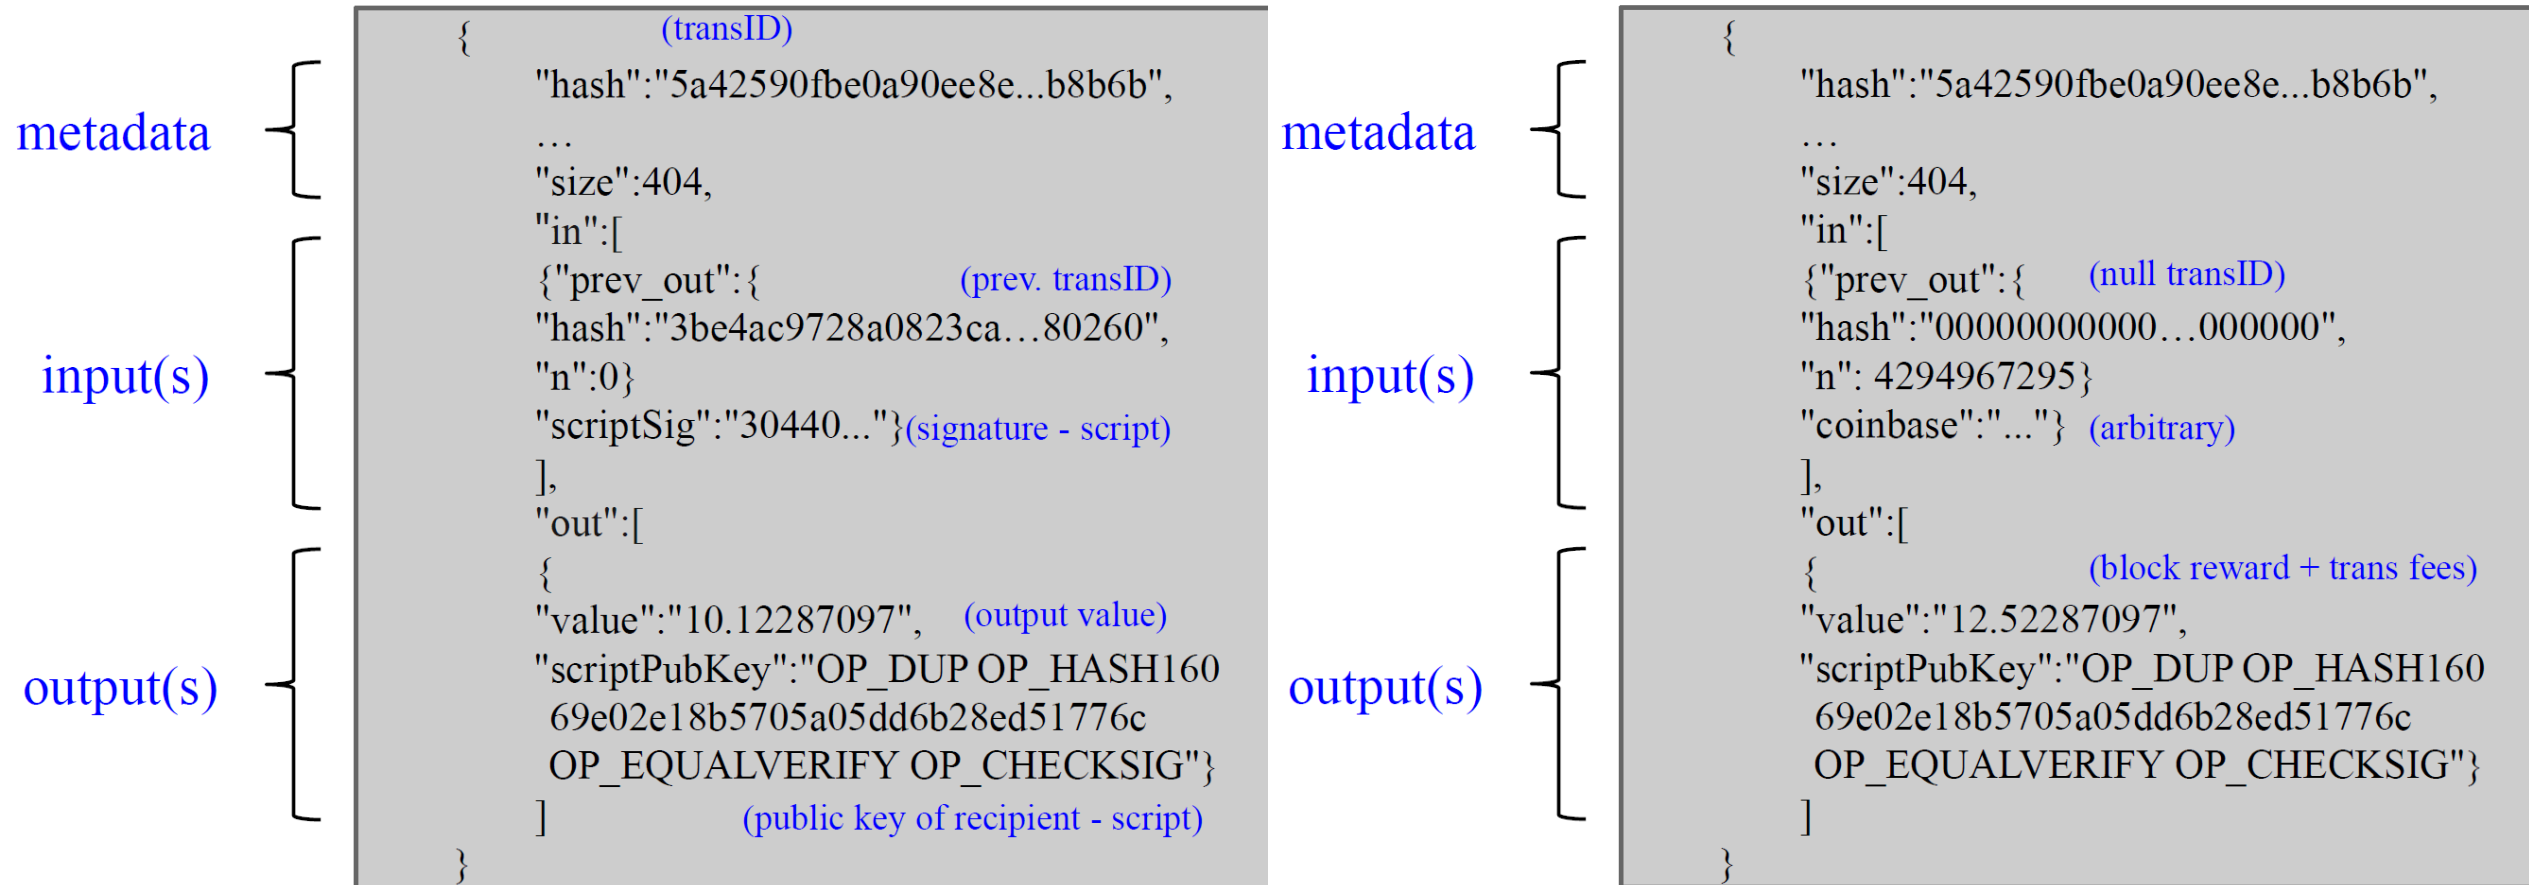 { (transID)
metadata
"hash":"5a42590fbe0a90ee8e...b8b6b",
…
"size":404,
input(s)
"in":[
{"prev_out":{ (prev. transID)
"hash":"3be4ac9728a0823ca…80260",
"n":0}
"scriptSig":"30440..."}(signature - script)
],
output(s)
"out":[
{
"value":"10.12287097", (output value)
"scriptPubKey":"OP_DUP OP_HASH160
69e02e18b5705a05dd6b28ed51776c
OP_EQUALVERIFY OP_CHECKSIG"}
] (public key of recipient - script)
}
{
metadata
"hash":"5a42590fbe0a90ee8e...b8b6b",
…
"size":404,
input(s)
"in":[
{"prev_out":{ (null transID)
"hash":"00000000000…000000",
"n": 4294967295}
"coinbase":"..."} (arbitrary)
],
output(s)
"out":[
{ (block reward + trans fees)
"value":"12.52287097",
"scriptPubKey":"OP_DUP OP_HASH160
69e02e18b5705a05dd6b28ed51776c
OP_EQUALVERIFY OP_CHECKSIG"}
]
}